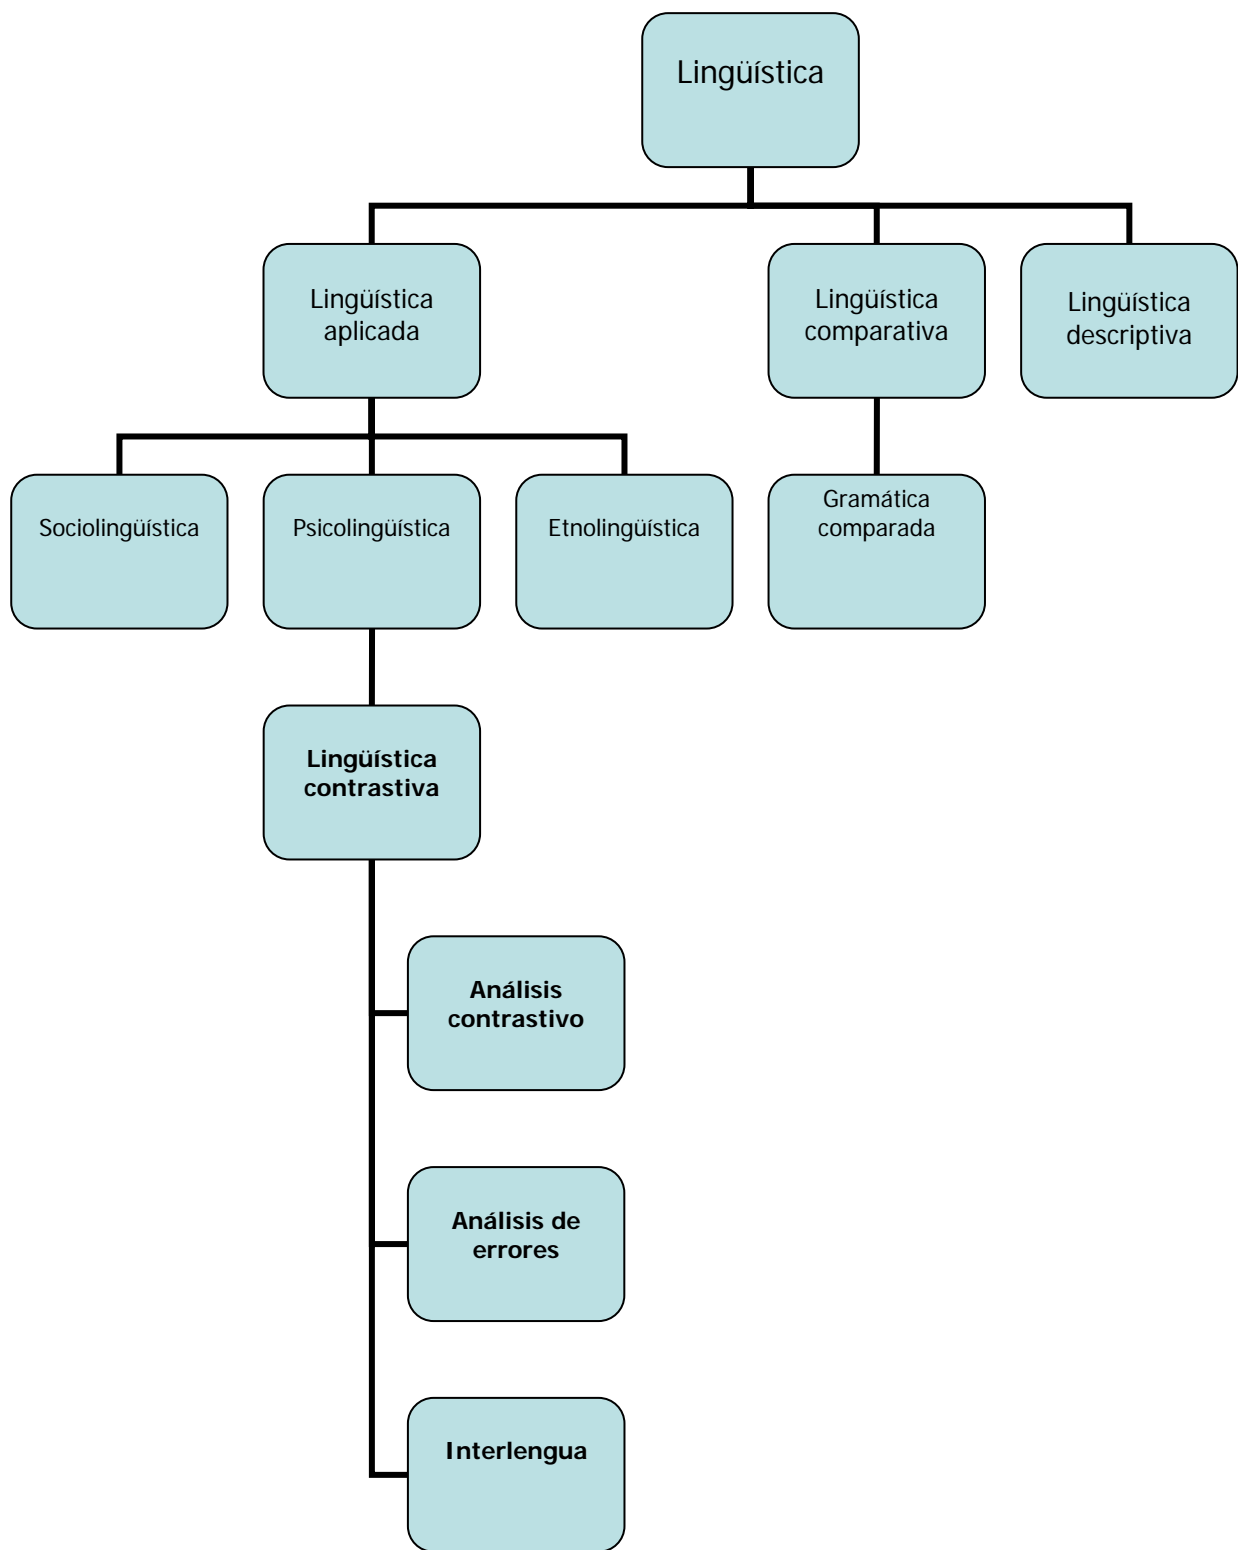 Lingüística
Lingüística
aplicada
Lingüística
comparativa
Lingüística
descriptiva
Sociolingüística
Psicolingüística
Etnolingüística
Gramática
comparada
Lingüística
contrastiva
Análisis
contrastivo
Análisis de
errores
Interlengua